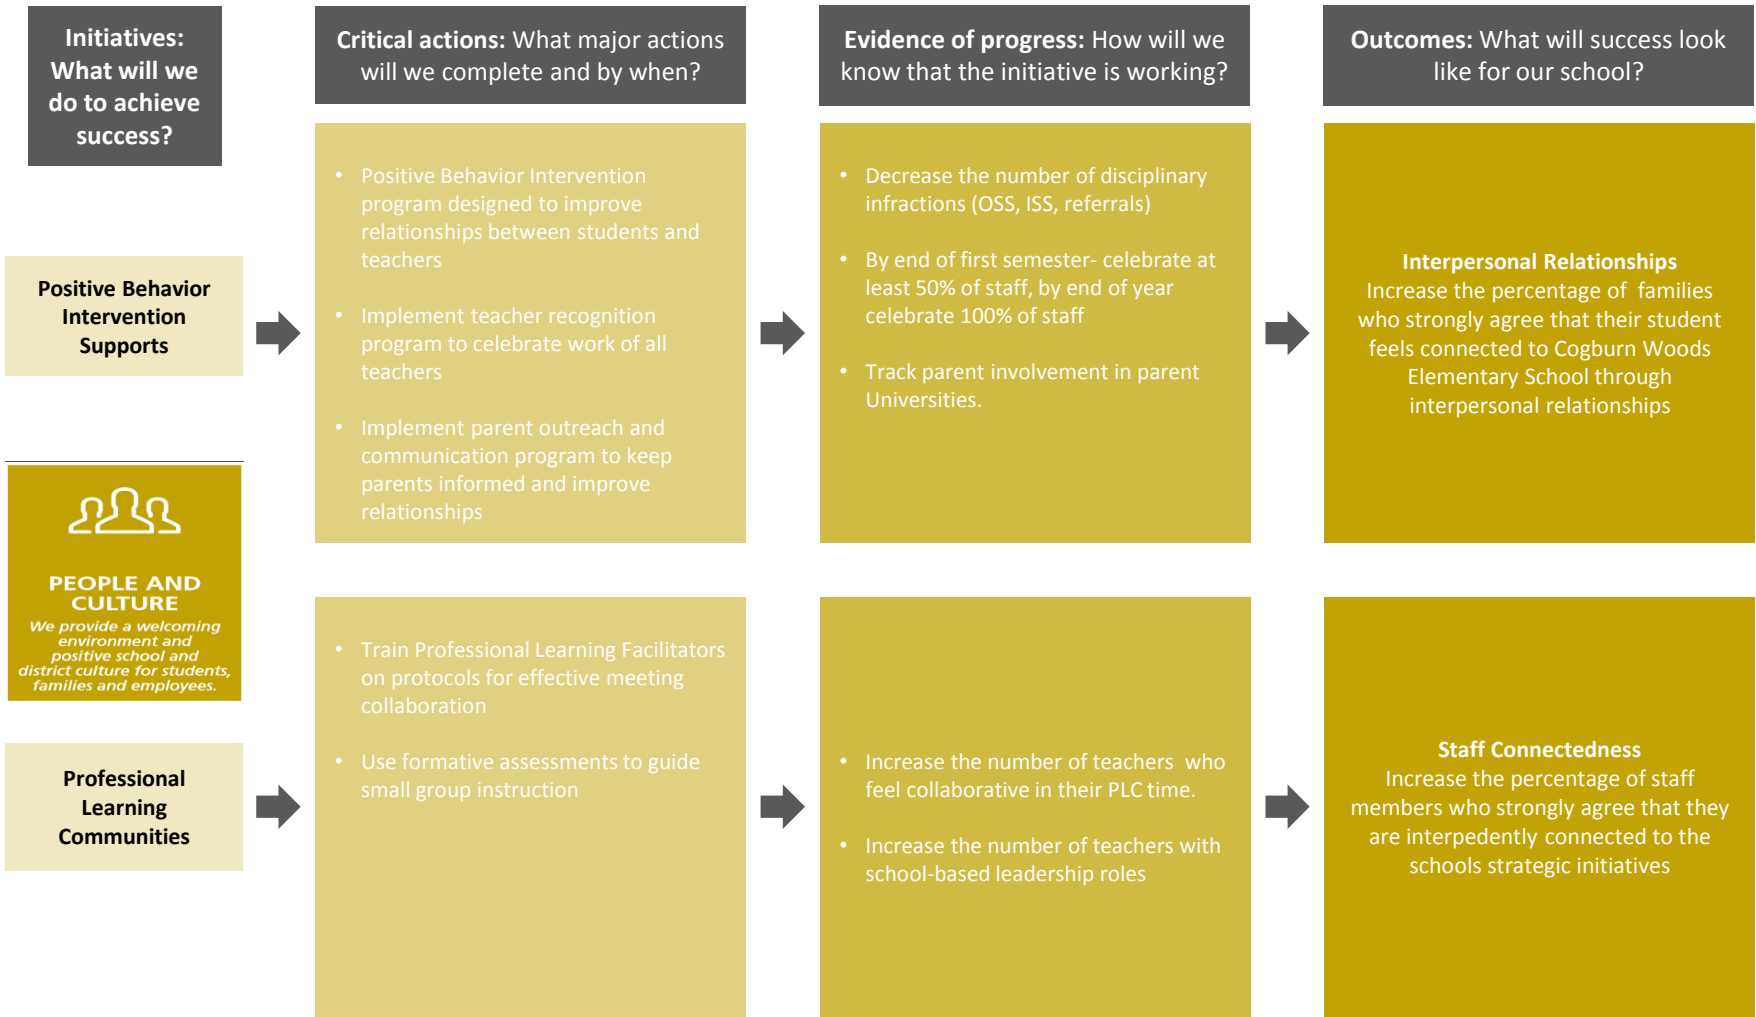 Initiatives:
What will we
do to achieve
success?
Critical actions: What major actions
will we complete and by when?
Evidence of progress: How will we
know that the initiative is working?
Outcomes: What will success look
like for our school?
Positive Behavior
Intervention
Supports
• Positive Behavior Intervention
program designed to improve
relationships between students and
teachers
• Implement teacher recognition
program to celebrate work of all
teachers
• Implement parent outreach and
communication program to keep
parents informed and improve
relationships
• Decrease the number of disciplinary
infractions (OSS, ISS, referrals)
• By end of first semester- celebrate at
least 50% of staff, by end of year
celebrate 100% of staff
• Track parent involvement in parent
Universities.
Interpersonal Relationships
Increase the percentage of families
who strongly agree that their student
feels connected to Cogburn Woods
Elementary School through
interpersonal relationships
PEOPLE AND
CULTURE
We provide a welcoming
environment and
positive school and
district culture for students,
families and employees.
Professional
Learning
Communities
• Train Professional Learning Facilitators
on protocols for effective meeting
collaboration
• Use formative assessments to guide
small group instruction
• Increase the number of teachers who
feel collaborative in their PLC time.
• Increase the number of teachers with
school-based leadership roles
Staff Connectedness
Increase the percentage of staff
members who strongly agree that they
are interpedently connected to the
schools strategic initiatives